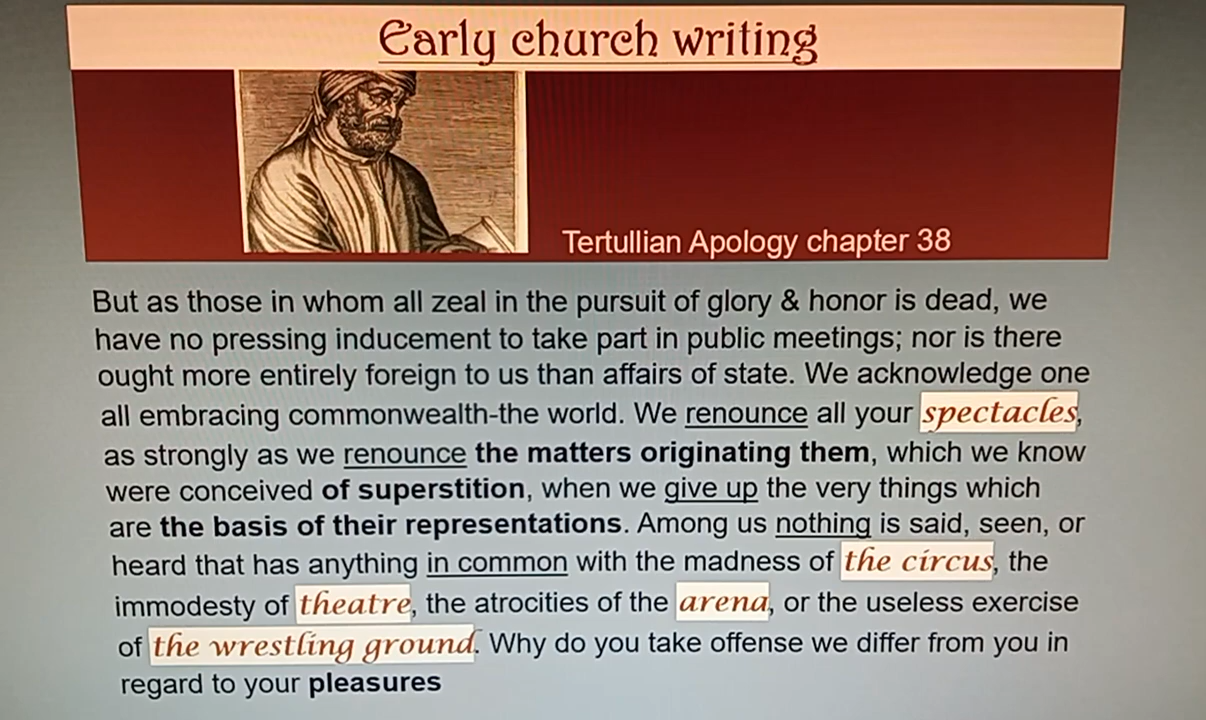 Early church writing
Tertullian Apology chapter 38
But as those in whom all zeal in the pursuit of glory & honor is dead, we
have no pressing inducement to take part in public meetings; nor is there
ought more entirely foreign to us than affairs of state. We acknowledge one
all embracing commonwealth-the world. We renounce all your spectacles,
as strongly as we renounce the matters originating them, which we know
were conceived of superstition, when we give up the very things which
are the basis of their representations. Among us nothing is said, seen, or
heard that has anything in common with the madness of the circus, the
immodesty of theatre, the atrocities of the arena, or the useless exercise
of the wrestling ground. Why do you take offense we differ from you in
regard to your pleasures